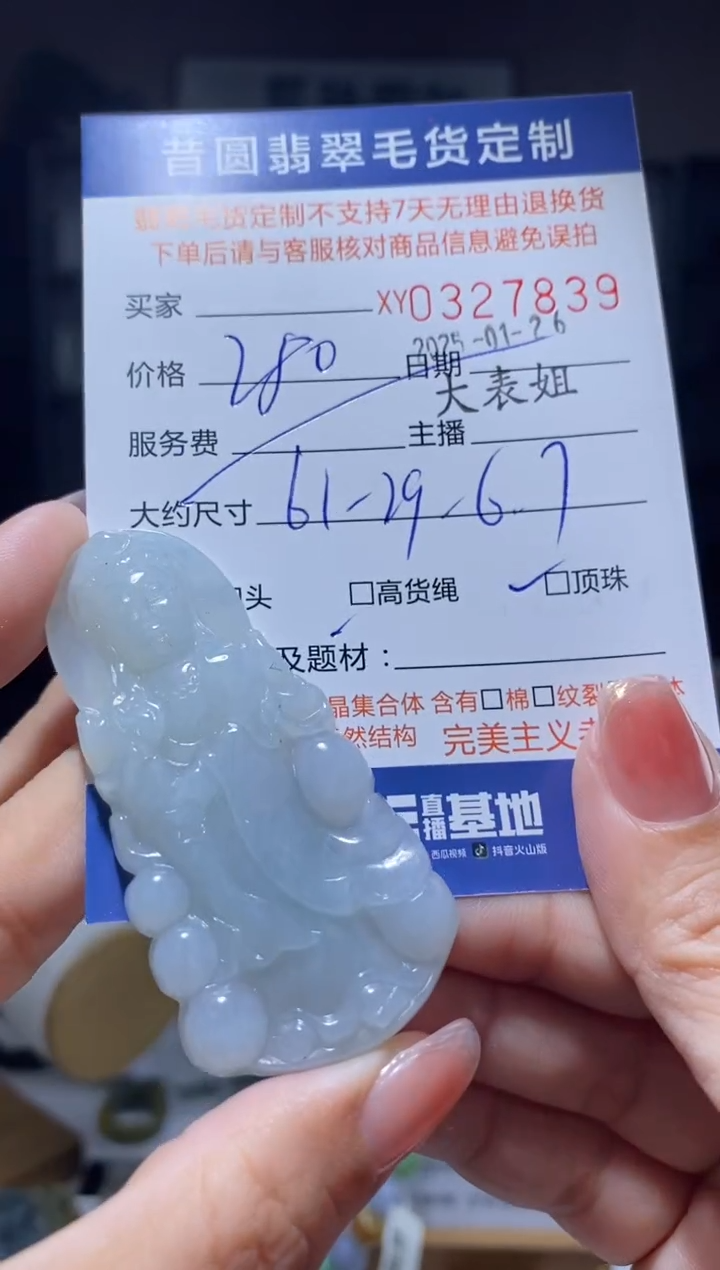 昔圆翡翠毛货定制
翡翠毛货定制不支持7天无理由退换货
下单后请与客服核对商品信息避免误拍
买家 XY0327839
2025-01-26
价格 280 日期
大表姐
服务费 主播
大约尺寸 61-29-6.7
头 □高货绳 □顶珠
及题材：
晶集合体 含有□棉□纹裂 体
然结构 完美主义
直播基地
西瓜视频 抖音火山版